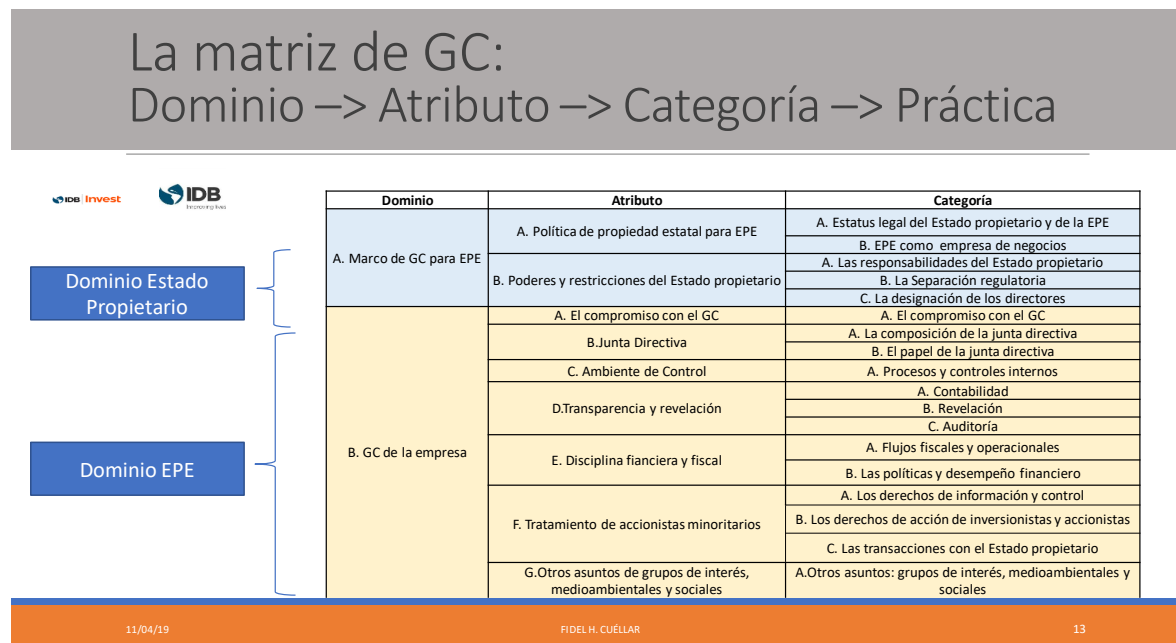 La matriz de GC:
Dominio —> Atributo —> Categoría —> Práctica
IDB Invest
IDB
Improving lives
Dominio Atributo Categoría
Dominio Estado
Propietario
A. Marco de GC para EPE
A. Política de propiedad estatal para EPE
A. Estatus legal del Estado propietario y de la EPE
B. EPE como empresa de negocios
B. Poderes y restricciones del Estado propietario
A. Las responsabilidades del Estado propietario
B. La Separación regulatoria
C. La designación de los directores
Dominio EPE
B. GC de la empresa
A. El compromiso con el GC
A. El compromiso con el GC
B.Junta Directiva
A. La composición de la junta directiva
B. El papel de la junta directiva
C. Ambiente de Control
A. Procesos y controles internos
D.Transparencia y revelación
A. Contabilidad
B. Revelación
C. Auditoría
E. Disciplina fianciera y fiscal
A. Flujos fiscales y operacionales
B. Las políticas y desempeño financiero
F. Tratamiento de accionistas minoritarios
A. Los derechos de información y control
B. Los derechos de acción de inversionistas y accionistas
C. Las transacciones con el Estado propietario
G.Otros asuntos de grupos de interés,
medioambientales y sociales
A.Otros asuntos: grupos de interés, medioambientales y
sociales
11/04/19
FIDEL H. CUÉLLAR
13